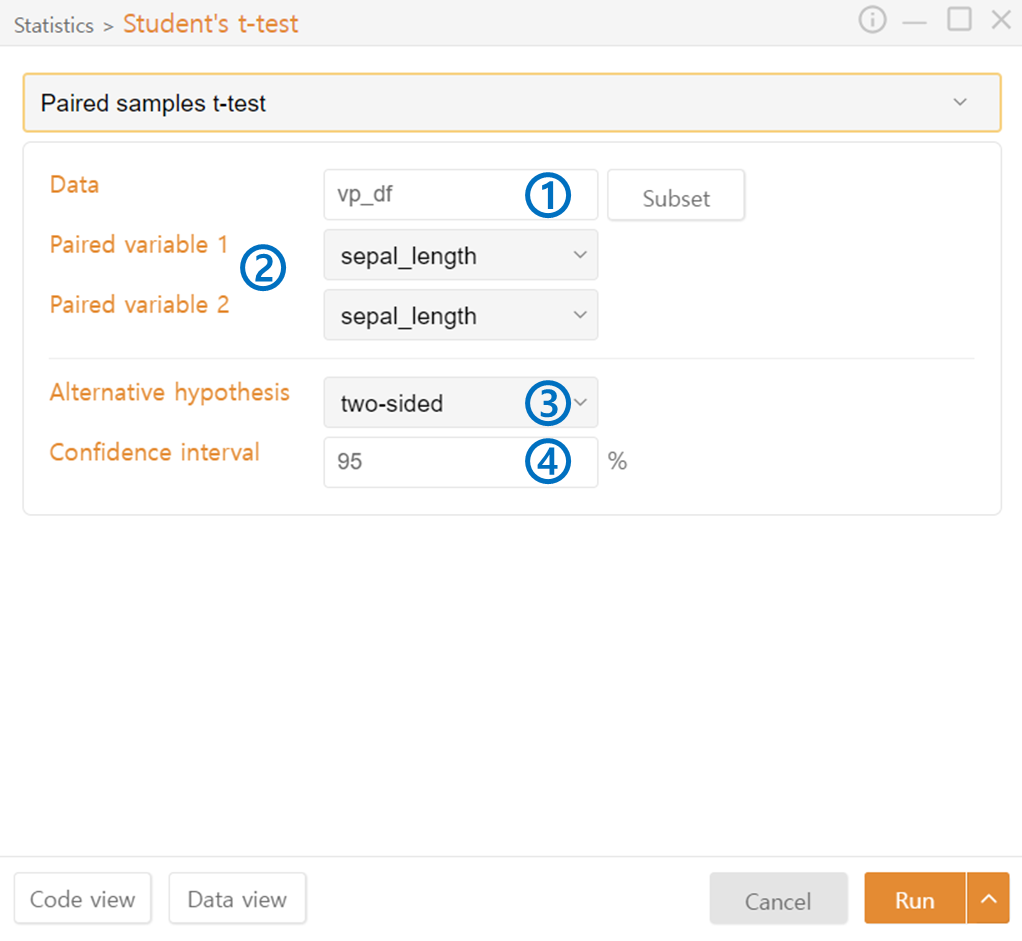 Statistics > Student's t-test
Paired samples t-test
Data vp_df ① Subset
Paired variable 1 ② sepal_length
Paired variable 2 sepal_length
Alternative hypothesis two-sided ③
Confidence interval 95 ④ %
Code view Data view Cancel Run